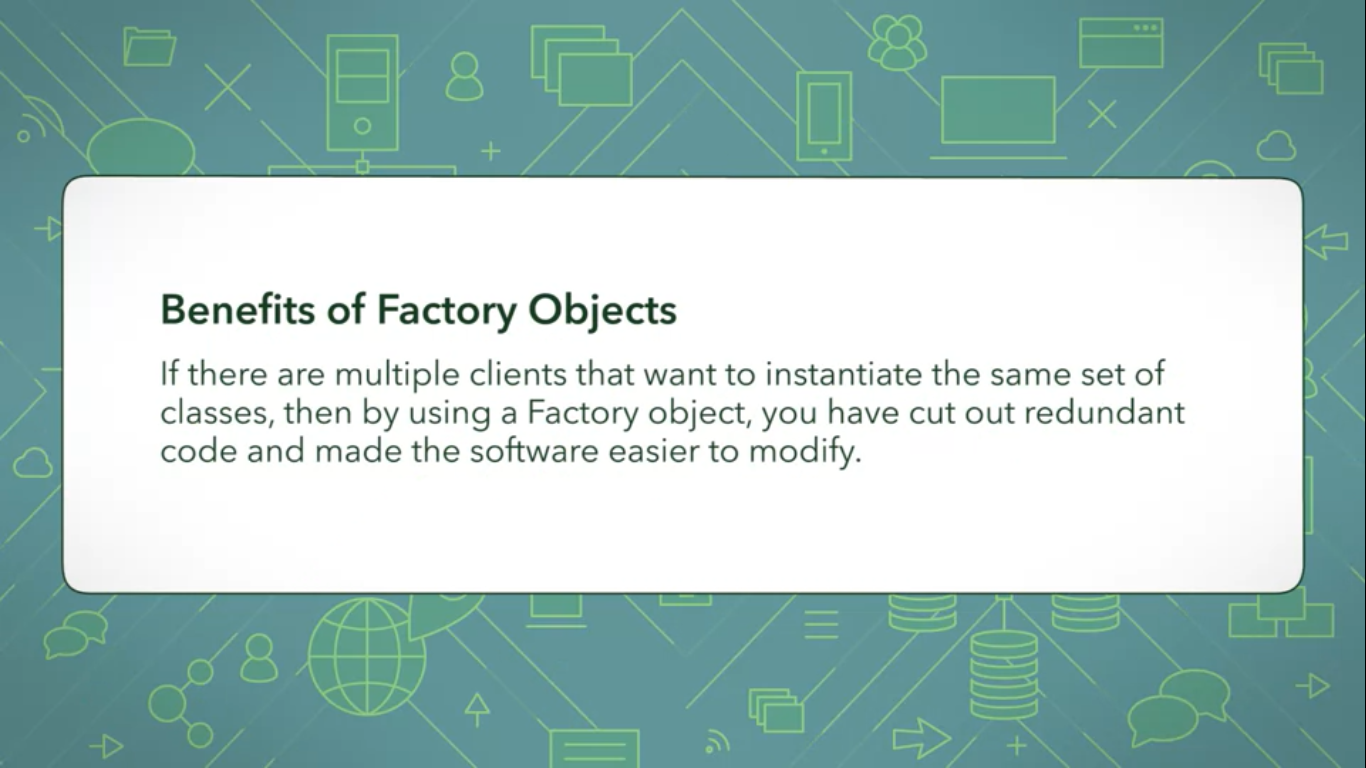 Benefits of Factory Objects
If there are multiple clients that want to instantiate the same set of
classes, then by using a Factory object, you have cut out redundant
code and made the software easier to modify.